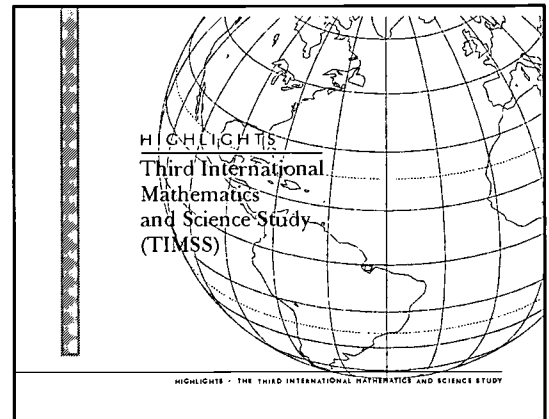 HIGHLIGHTS
Third International
Mathematics
and Science Study
(TIMSS)
HIGHLIGHTS • THE THIRD INTERNATIONAL MATHEMATICS AND SCIENCE STUDY